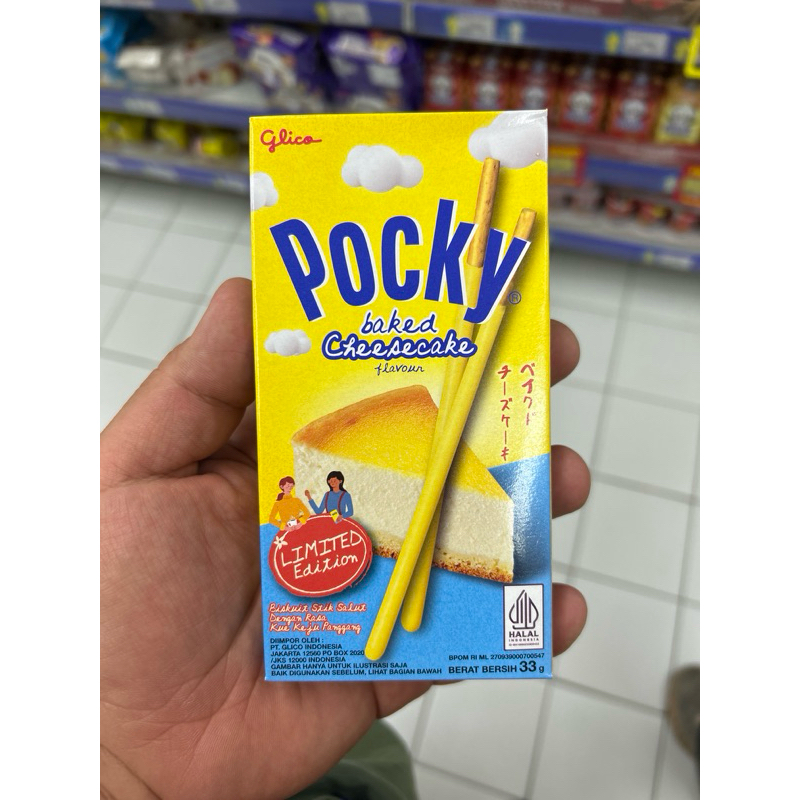 Glico
Pocky®
baked
Cheesecake
flavour
ベイクド
チーズケーキ
LIMITED
Edition
Biskuit Stik Salut
Dengan Rasa
Kue Keju Panggang
DIIMPOR OLEH :
PT. GLICO INDONESIA
JAKARTA 12560 PO BOX 2020
/JKS 12000 INDONESIA
GAMBAR HANYA UNTUK ILUSTRASI SAJA
BAIK DIGUNAKAN SEBELUM, LIHAT BAGIAN BAWAH
HALAL
INDONESIA
BPOM RI ML 270939000700547
BERAT BERSIH 33 g